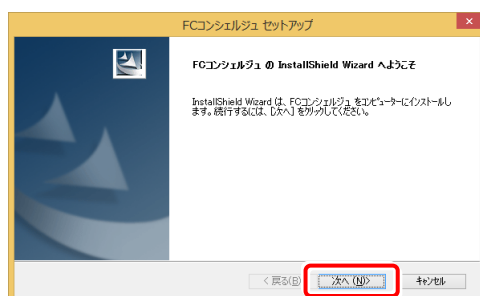 FCコンシェルジュ セットアップ
FCコンシェルジュ の InstallShield Wizard へようこそ
InstallShield Wizard は、FCコンシェルジュ をコンピューターにインストールし
ます。続行するには、[次へ] をクリックしてください。
< 戻る(B) 次へ(N)> キャンセル